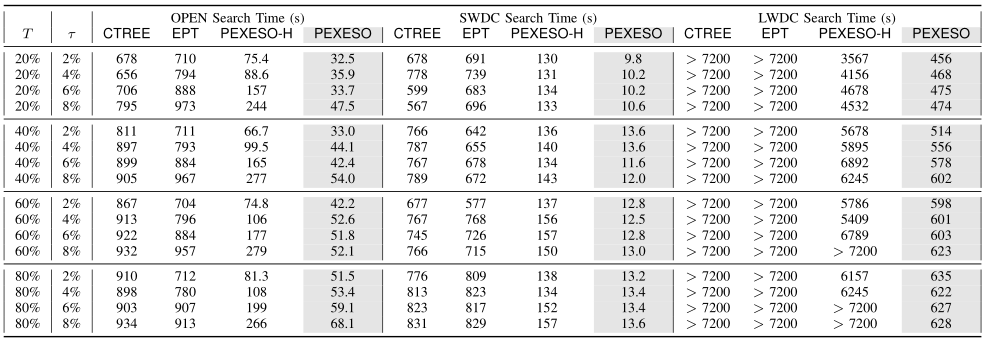 OPEN Search Time (s) SWDC Search Time (s) LWDC Search Time (s)
T τ CTREE EPT PEXESO-H PEXESO CTREE EPT PEXESO-H PEXESO CTREE EPT PEXESO-H PEXESO
20% 2% 678 710 75.4 32.5 678 691 130 9.8 > 7200 > 7200 3567 456
20% 4% 656 794 88.6 35.9 778 739 131 10.2 > 7200 > 7200 4156 468
20% 6% 706 888 157 33.7 599 683 134 10.2 > 7200 > 7200 4678 475
20% 8% 795 973 244 47.5 567 696 133 10.6 > 7200 > 7200 4532 474
40% 2% 811 711 66.7 33.0 766 642 136 13.6 > 7200 > 7200 5678 514
40% 4% 897 793 99.5 44.1 787 655 140 13.6 > 7200 > 7200 5895 556
40% 6% 899 884 165 42.4 767 678 134 11.6 > 7200 > 7200 6892 578
40% 8% 905 967 277 54.0 789 672 143 12.0 > 7200 > 7200 6245 602
60% 2% 867 704 74.8 42.2 677 577 137 12.8 > 7200 > 7200 5786 598
60% 4% 913 796 106 52.6 767 768 156 12.5 > 7200 > 7200 5409 601
60% 6% 922 884 177 51.8 745 726 157 12.8 > 7200 > 7200 6789 603
60% 8% 932 957 279 52.1 766 715 150 13.0 > 7200 > 7200 > 7200 623
80% 2% 910 712 81.3 51.5 776 809 138 13.2 > 7200 > 7200 6157 635
80% 4% 898 780 108 53.4 813 823 134 13.4 > 7200 > 7200 6245 622
80% 6% 903 907 199 59.1 823 817 152 13.4 > 7200 > 7200 > 7200 627
80% 8% 934 913 266 68.1 831 829 157 13.6 > 7200 > 7200 > 7200 628